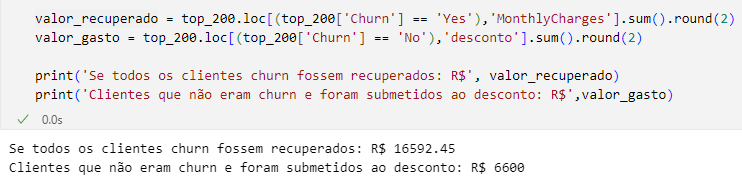 valor_recuperado = top_200.loc[(top_200['Churn'] == 'Yes'),'MonthlyCharges'].sum().round(2)
valor_gasto = top_200.loc[(top_200['Churn'] == 'No'),'desconto'].sum().round(2)
print('Se todos os clientes churn fossem recuperados: R$', valor_recuperado)
print('Clientes que não eram churn e foram submetidos ao desconto: R$',valor_gasto)
0.0s
Se todos os clientes churn fossem recuperados: R$ 16592.45
Clientes que não eram churn e foram submetidos ao desconto: R$ 6600